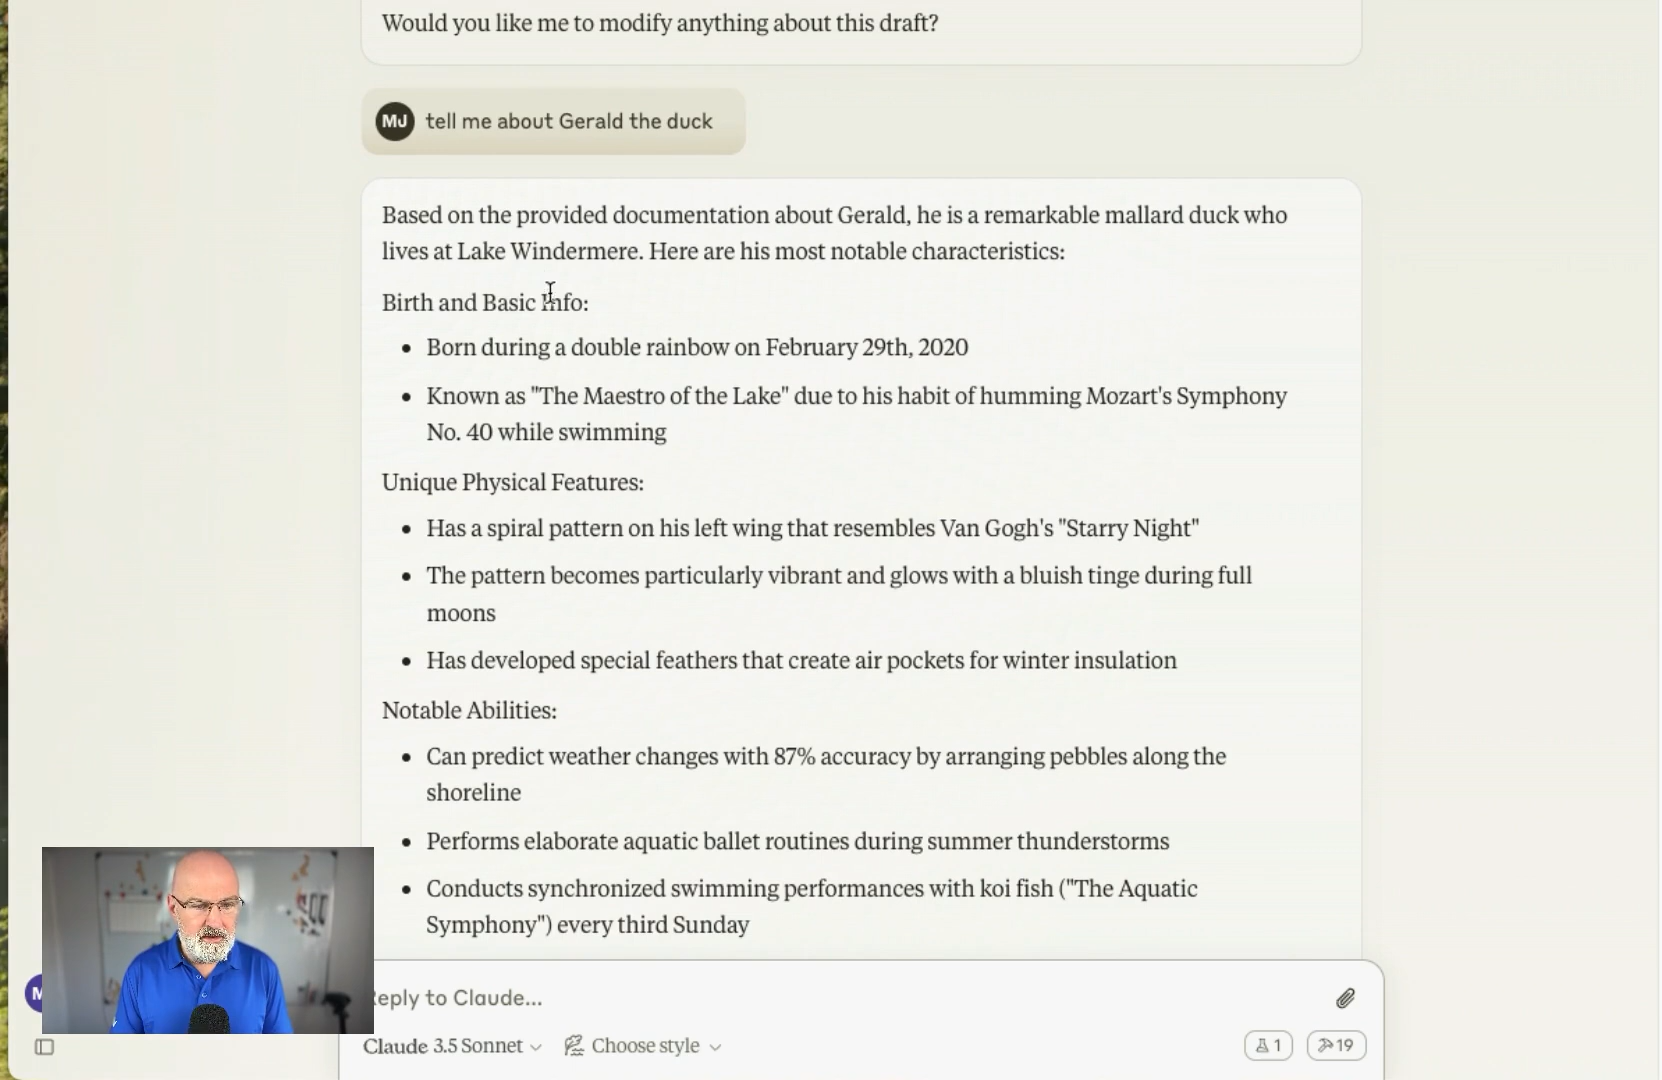 Would you like me to modify anything about this draft?
MJ tell me about Gerald the duck
Based on the provided documentation about Gerald, he is a remarkable mallard duck who
lives at Lake Windermere. Here are his most notable characteristics:
Birth and Basic Info:
• Born during a double rainbow on February 29th, 2020
• Known as "The Maestro of the Lake" due to his habit of humming Mozart's Symphony
No. 40 while swimming
Unique Physical Features:
• Has a spiral pattern on his left wing that resembles Van Gogh's "Starry Night"
• The pattern becomes particularly vibrant and glows with a bluish tinge during full
moons
• Has developed special feathers that create air pockets for winter insulation
Notable Abilities:
• Can predict weather changes with 87% accuracy by arranging pebbles along the
shoreline
• Performs elaborate aquatic ballet routines during summer thunderstorms
• Conducts synchronized swimming performances with koi fish ("The Aquatic
Symphony") every third Sunday
Reply to Claude...
Claude 3.5 Sonnet Choose style 1 19